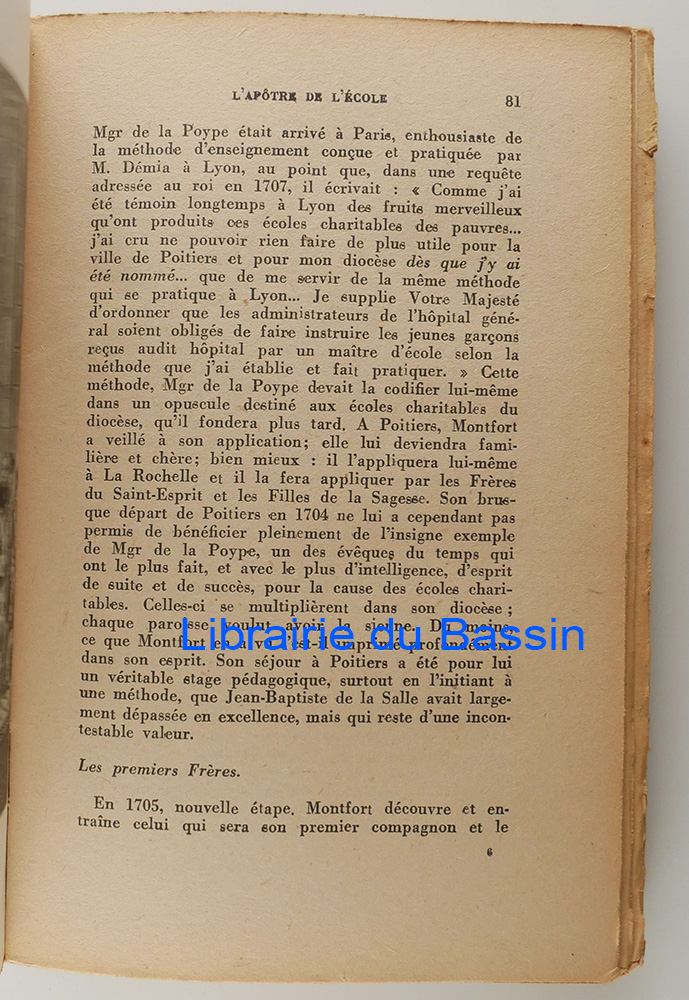 L'APÔTRE DE L'ÉCOLE 81
Mgr de la Poype était arrivé à Paris, enthousiaste de
la méthode d'enseignement conçue et pratiquée par
M. Démia à Lyon, au point que, dans une requête
adressée au roi en 1707, il écrivait : « Comme j'ai
été témoin longtemps à Lyon des fruits merveilleux
qu'ont produits ces écoles charitables des pauvres...
j'ai cru ne pouvoir rien faire de plus utile pour la
ville de Poitiers et pour mon diocèse dès que j'y ai
été nommé... que de me servir de la même méthode
qui se pratique à Lyon... Je supplie Votre Majesté
d'ordonner que les administrateurs de l'hôpital géné-
ral soient obligés de faire instruire les jeunes garçons
reçus audit hôpital par un maître d'école selon la
méthode que j'ai établie et fait pratiquer. » Cette
méthode, Mgr de la Poype devait la codifier lui-même
dans un opuscule destiné aux écoles charitables du
diocèse, qu'il fondera plus tard. A Poitiers, Montfort
a veillé à son application; elle lui deviendra fami-
lière et chère; bien mieux : il l'appliquera lui-même
à La Rochelle et il la fera appliquer par les Frères
du Saint-Esprit et les Filles de la Sagesse. Son brus-
que départ de Poitiers en 1704 ne lui a cependant pas
permis de bénéficier pleinement de l'insigne exemple
de Mgr de la Poype, un des évêques du temps qui
ont le plus fait, et avec le plus d'intelligence, d'esprit
de suite et de succès, pour la cause des écoles chari-
tables. Celles-ci se multiplièrent dans son diocèse ;
chaque paroisse voulut avoir la sienne. Du moins,
ce que Montfort en a vu s'est-il imprimé profondément
Librairie du Bassin
dans son esprit. Son séjour à Poitiers a été pour lui
un véritable stage pédagogique, surtout en l'initiant à
une méthode, que Jean-Baptiste de la Salle avait large-
ment dépassée en excellence, mais qui reste d'une incon-
testable valeur.
Les premiers Frères.
En 1705, nouvelle étape. Montfort découvre et en-
traîne celui qui sera son premier compagnon et le
6